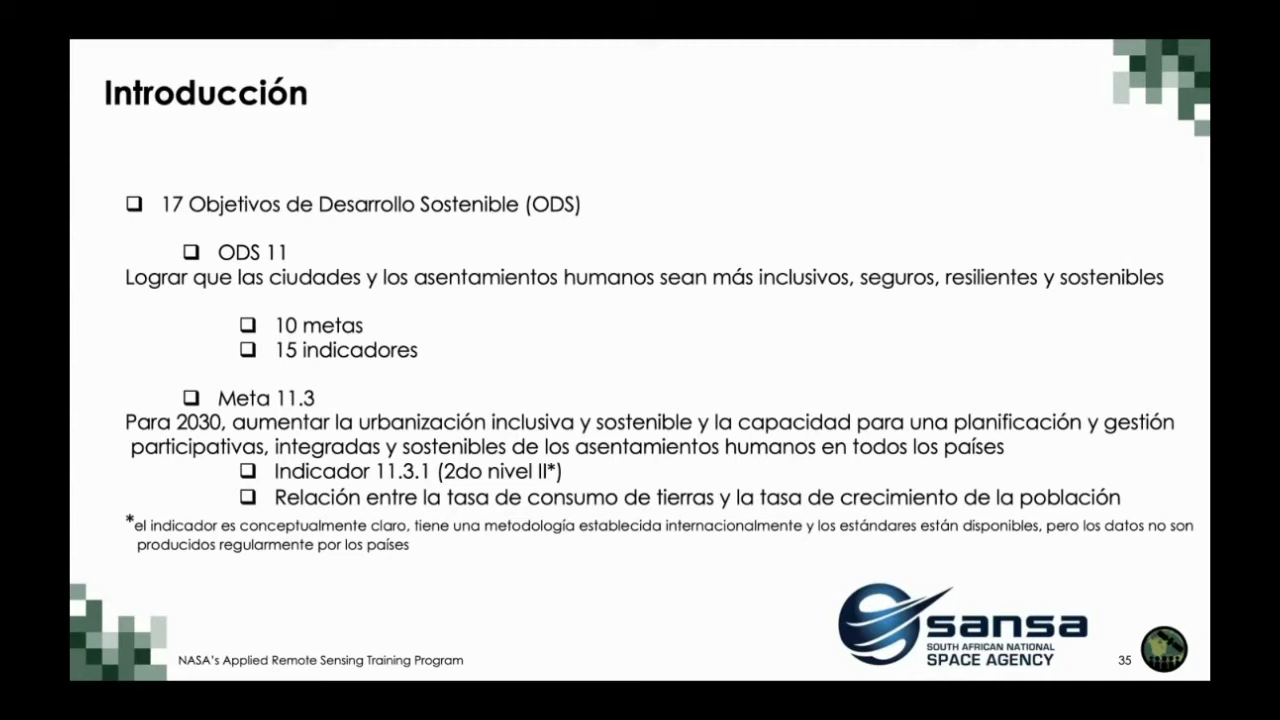 Introducción
17 Objetivos de Desarrollo Sostenible (ODS)
ODS 11
Lograr que las ciudades y los asentamientos humanos sean más inclusivos, seguros, resilientes y sostenibles
10 metas
15 indicadores
Meta 11.3
Para 2030, aumentar la urbanización inclusiva y sostenible y la capacidad para una planificación y gestión
participativas, integradas y sostenibles de los asentamientos humanos en todos los países
Indicador 11.3.1 (2do nivel II*)
Relación entre la tasa de consumo de tierras y la tasa de crecimiento de la población
*el indicador es conceptualmente claro, tiene una metodología establecida internacionalmente y los estándares están disponibles, pero los datos no son
producidos regularmente por los países
sansa
SOUTH AFRICAN NATIONAL
SPACE AGENCY
NASA's Applied Remote Sensing Training Program
35